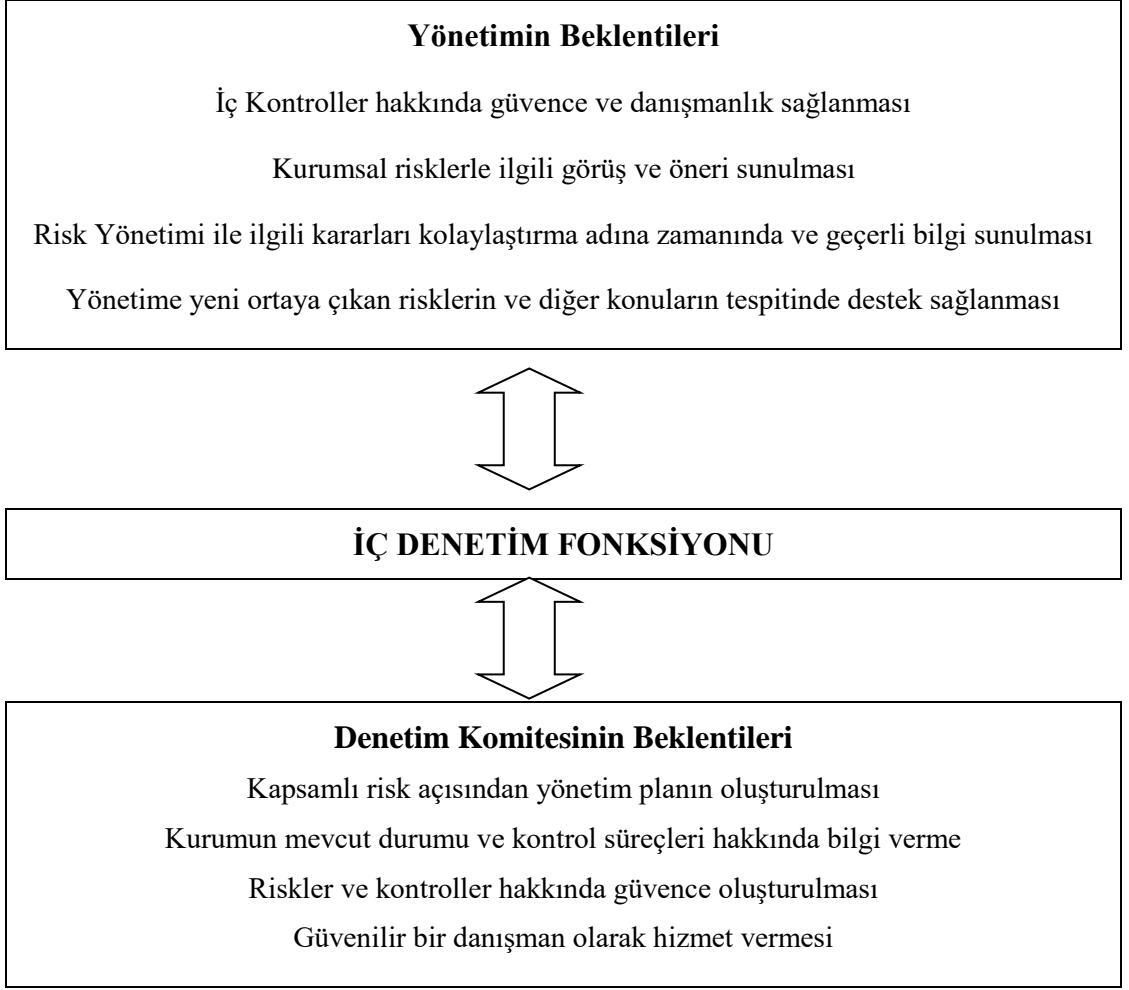 Yönetimin Beklentileri
İç Kontroller hakkında güvence ve danışmanlık sağlanması
Kurumsal risklerle ilgili görüş ve öneri sunulması
Risk Yönetimi ile ilgili kararları kolaylaştırma adına zamanında ve geçerli bilgi sunulması
Yönetime yeni ortaya çıkan risklerin ve diğer konuların tespitinde destek sağlanması
İÇ DENETİM FONKSİYONU
Denetim Komitesinin Beklentileri
Kapsamlı risk açısından yönetim planın oluşturulması
Kurumun mevcut durumu ve kontrol süreçleri hakkında bilgi verme
Riskler ve kontroller hakkında güvence oluşturulması
Güvenilir bir danışman olarak hizmet vermesi